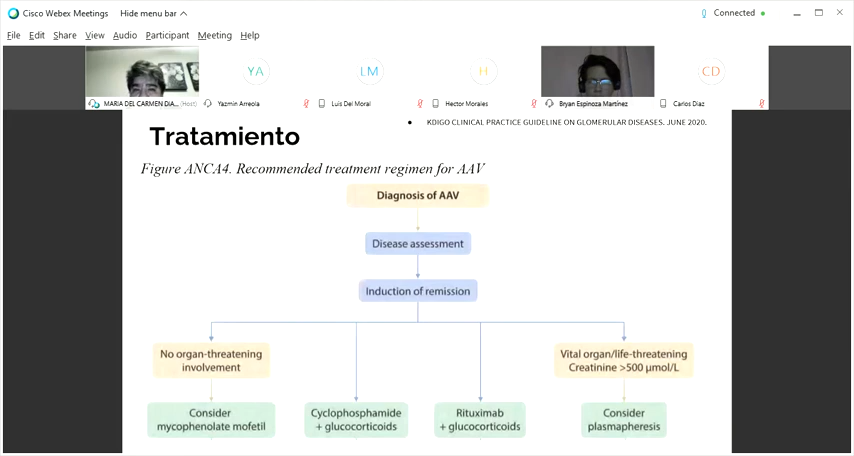 Cisco Webex Meetings Hide menu bar
Connected
File Edit Share View Audio Participant Meeting Help
YA LM H CD
MARIA DEL CARMEN DIA... (Host) Yazmin Arreola Luis Del Moral Hector Morales Bryan Espinoza Martínez Carlos Diaz
• KDIGO CLINICAL PRACTICE GUIDELINE ON GLOMERULAR DISEASES. JUNE 2020.
Tratamiento
Figure ANCA4. Recommended treatment regimen for AAV
Diagnosis of AAV
Disease assessment
Induction of remission
No organ-threatening
involvement
Vital organ/life-threatening
Creatinine >500 µmol/L
Consider
mycophenolate mofetil
Cyclophosphamide
+ glucocorticoids
Rituximab
+ glucocorticoids
Consider
plasmapheresis